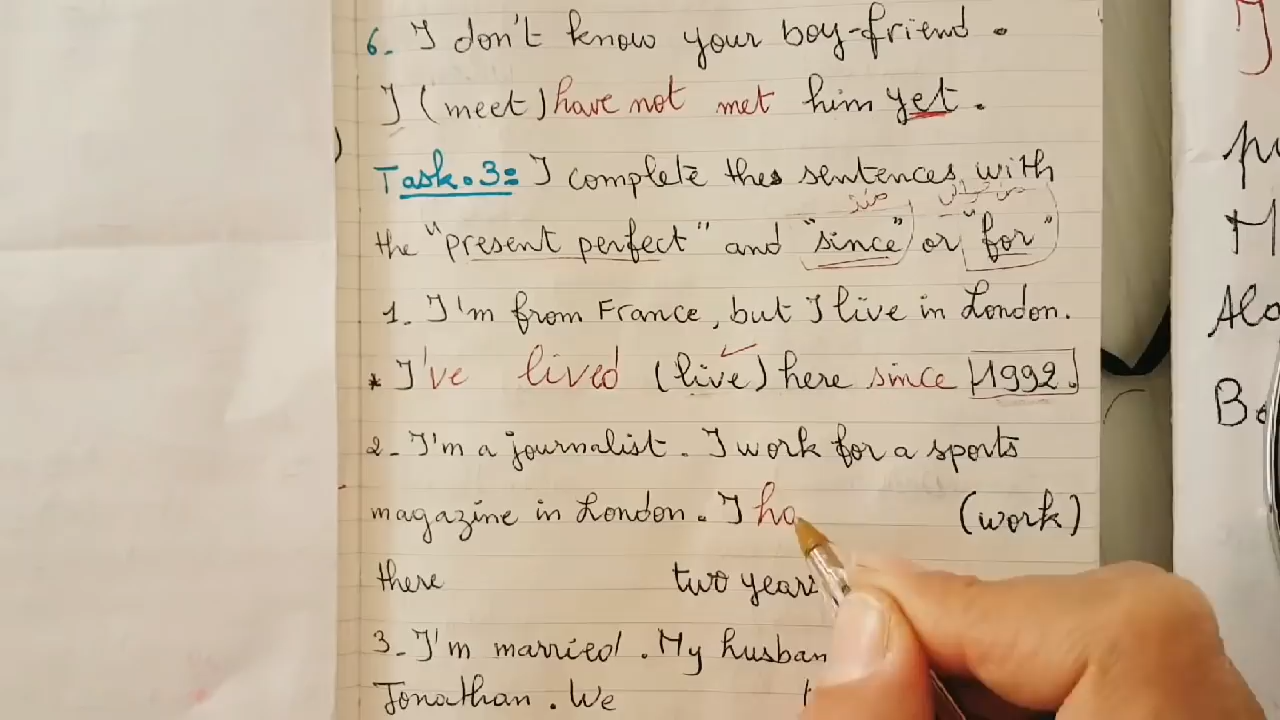 6. I don't know your boy-friend.
I (meet) have not met him yet.
Task.3: I complete thes sentences with
منذ
the "present perfect" and "since" or "for"
1. I'm from France, but I live in London.
* I've lived (live) here since 1992.
2- I'm a journalist. I work for a sports
magazine in London. I ha (work)
there two years
3- I'm married. My husban
Jonathan. We